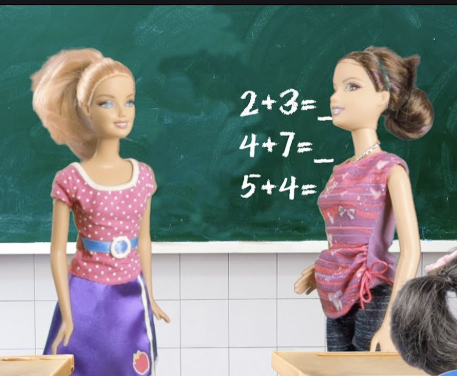 2+3=_
4+7=_
5+4=